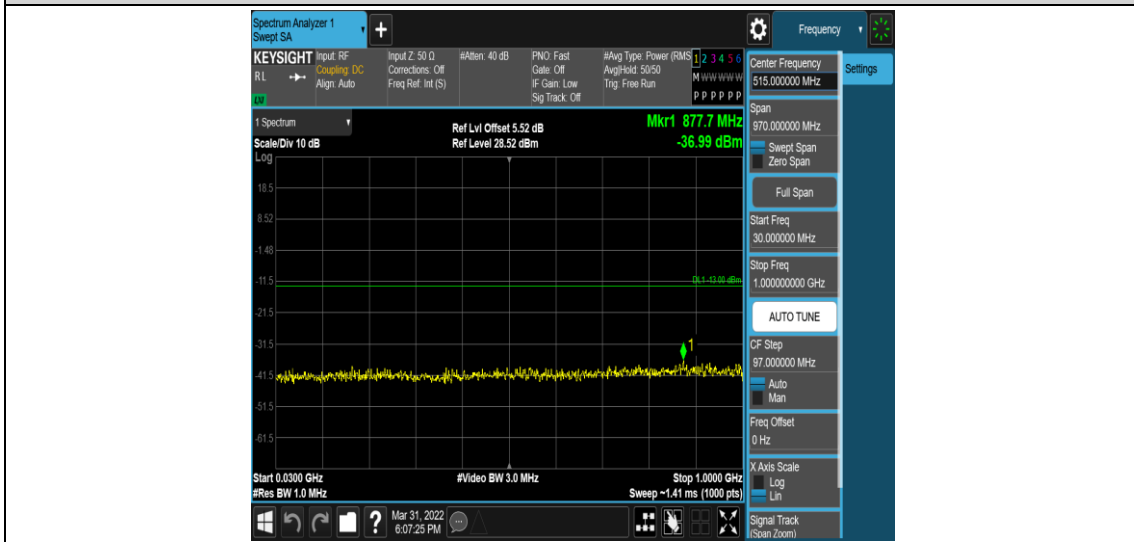 Spectrum Analyzer 1
Swept SA
+
Frequency
KEYSIGHT
RL
Input: RF
Coupling: DC
Align: Auto
Input Z: 50 Ω
Corrections: Off
Freq Ref: Int (S)
#Atten: 40 dB
PNO: Fast
Gate: Off
IF Gain: Low
Sig Track: Off
#Avg Type: Power (RMS
Avg|Hold: 50/50
Trig: Free Run
1 2 3 4 5 6
M W W W W W
P P P P P P
1 Spectrum
Scale/Div 10 dB
Log
Ref Lvl Offset 5.52 dB
Ref Level 28.52 dBm
Mkr1 877.7 MHz
-36.99 dBm
18.5
8.52
-1.48
-11.5
DL1 -13.00 dBm
-21.5
-31.5
1
-41.5
-51.5
-61.5
Start 0.0300 GHz
#Res BW 1.0 MHz
#Video BW 3.0 MHz
Stop 1.0000 GHz
Sweep ~1.41 ms (1000 pts)
?
Mar 31, 2022
6:07:25 PM
Center Frequency
515.000000 MHz
Settings
Span
970.000000 MHz
Swept Span
Zero Span
Full Span
Start Freq
30.000000 MHz
Stop Freq
1.000000000 GHz
AUTO TUNE
CF Step
97.000000 MHz
Auto
Man
Freq Offset
0 Hz
X Axis Scale
Log
Lin
Signal Track
(Span Zoom)